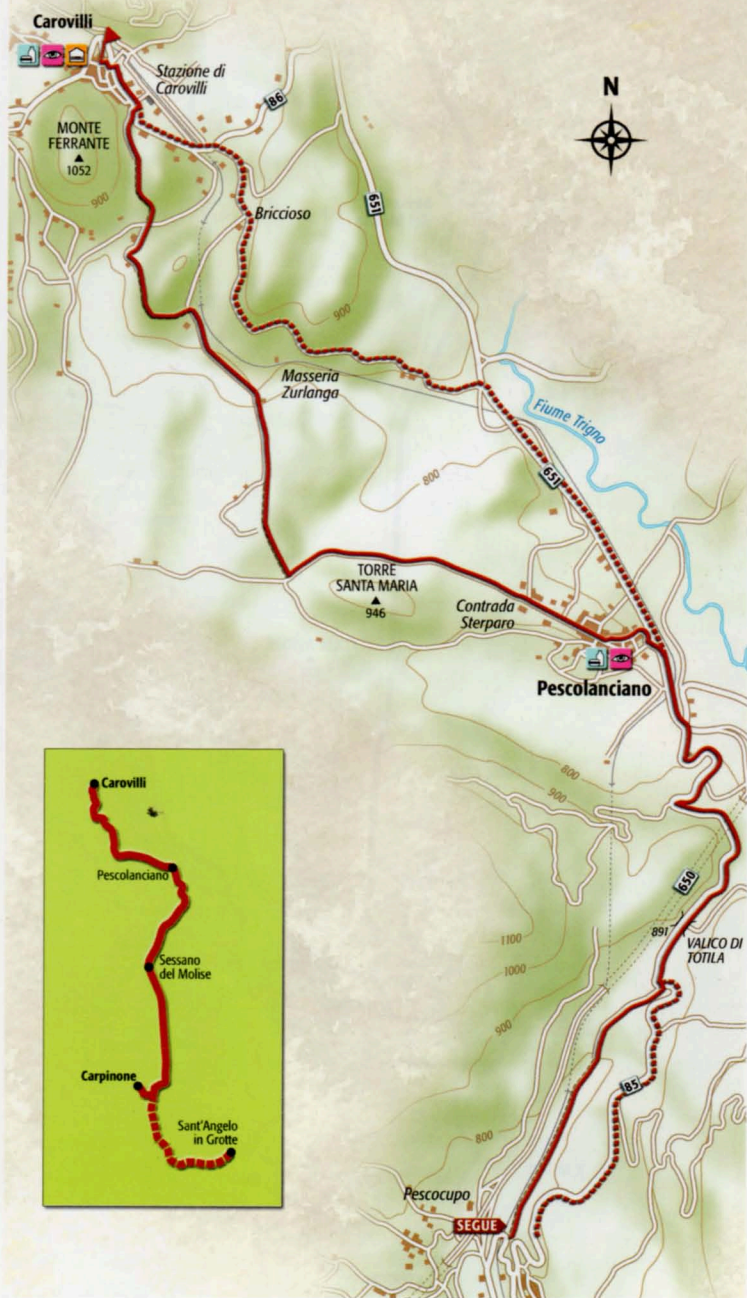 Carovilli
Stazione di
Carovilli
86
N
MONTE
FERRANTE
1052
900
651
Briccioso
900
Masseria
Zurlanga
Fiume Trigno
800
651
TORRE
SANTA MARIA
946
Contrada
Sterparo
Pescolanciano
800
900
650
1100
891
VALICO DI
TOTILA
1000
900
85
800
Pescocupo
SEGUE
Carovilli
Pescolanciano
Sessano
del Molise
Carpinone
Sant'Angelo
in Grotte